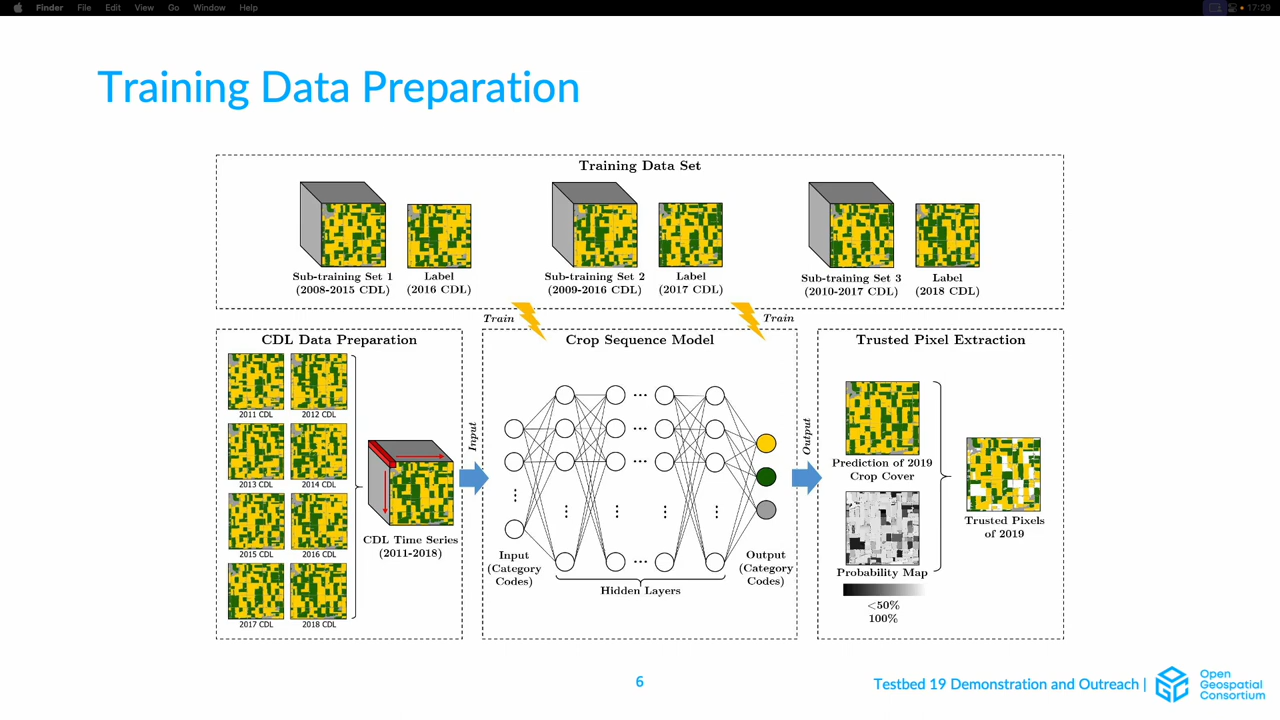 Finder File Edit View Go Window Help 17:29
Training Data Preparation
Training Data Set
Sub-training Set 1
(2008-2015 CDL)
Label
(2016 CDL)
Sub-training Set 2
(2009-2016 CDL)
Label
(2017 CDL)
Sub-training Set 3
(2010-2017 CDL)
Label
(2018 CDL)
Train
Train
CDL Data Preparation
2011 CDL
2012 CDL
2013 CDL
2014 CDL
2015 CDL
2016 CDL
2017 CDL
2018 CDL
CDL Time Series
(2011-2018)
Input
Crop Sequence Model
Input
(Category
Codes)
Hidden Layers
Output
(Category
Codes)
Output
Trusted Pixel Extraction
Prediction of 2019
Crop Cover
Probability Map
<50%
100%
Trusted Pixels
of 2019
6
Testbed 19 Demonstration and Outreach |
Open
Geospatial
Consortium